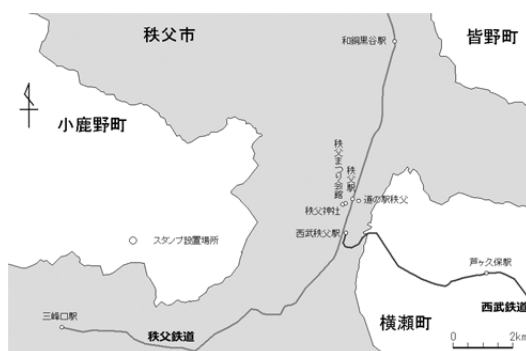 秩父市
皆野町
和銅黒谷駅
小鹿野町
秩父まつり会館
秩父駅
道の駅秩父
秩父神社
西武秩父駅
スタンプ設置場所
芦ヶ久保駅
三峰口駅
秩父鉄道
横瀬町
西武鉄道
0 2km